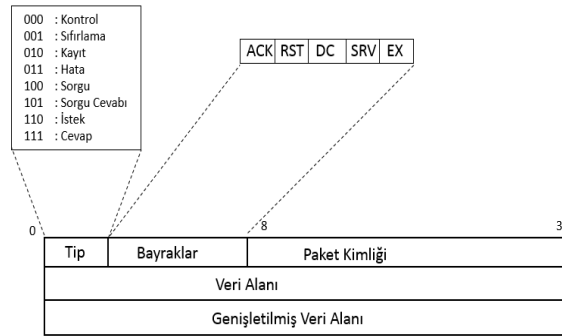 000 : Kontrol
001 : Sıfırlama
010 : Kayıt
011 : Hata
100 : Sorgu
101 : Sorgu Cevabı
110 : İstek
111 : Cevap
ACK RST DC SRV EX
0 8 3
Tip Bayraklar Paket Kimliği
Veri Alanı
Genişletilmiş Veri Alanı